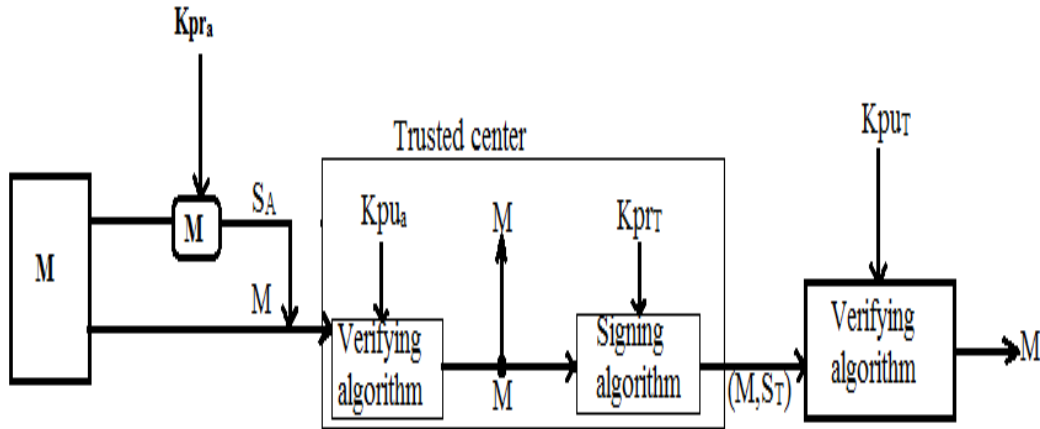 Kpra
Trusted center
KpuT
SA
M
Kpua
M
KprT
M
M
Verifying
algorithm
M
Signing
algorithm
(M,ST)
Verifying
algorithm
M